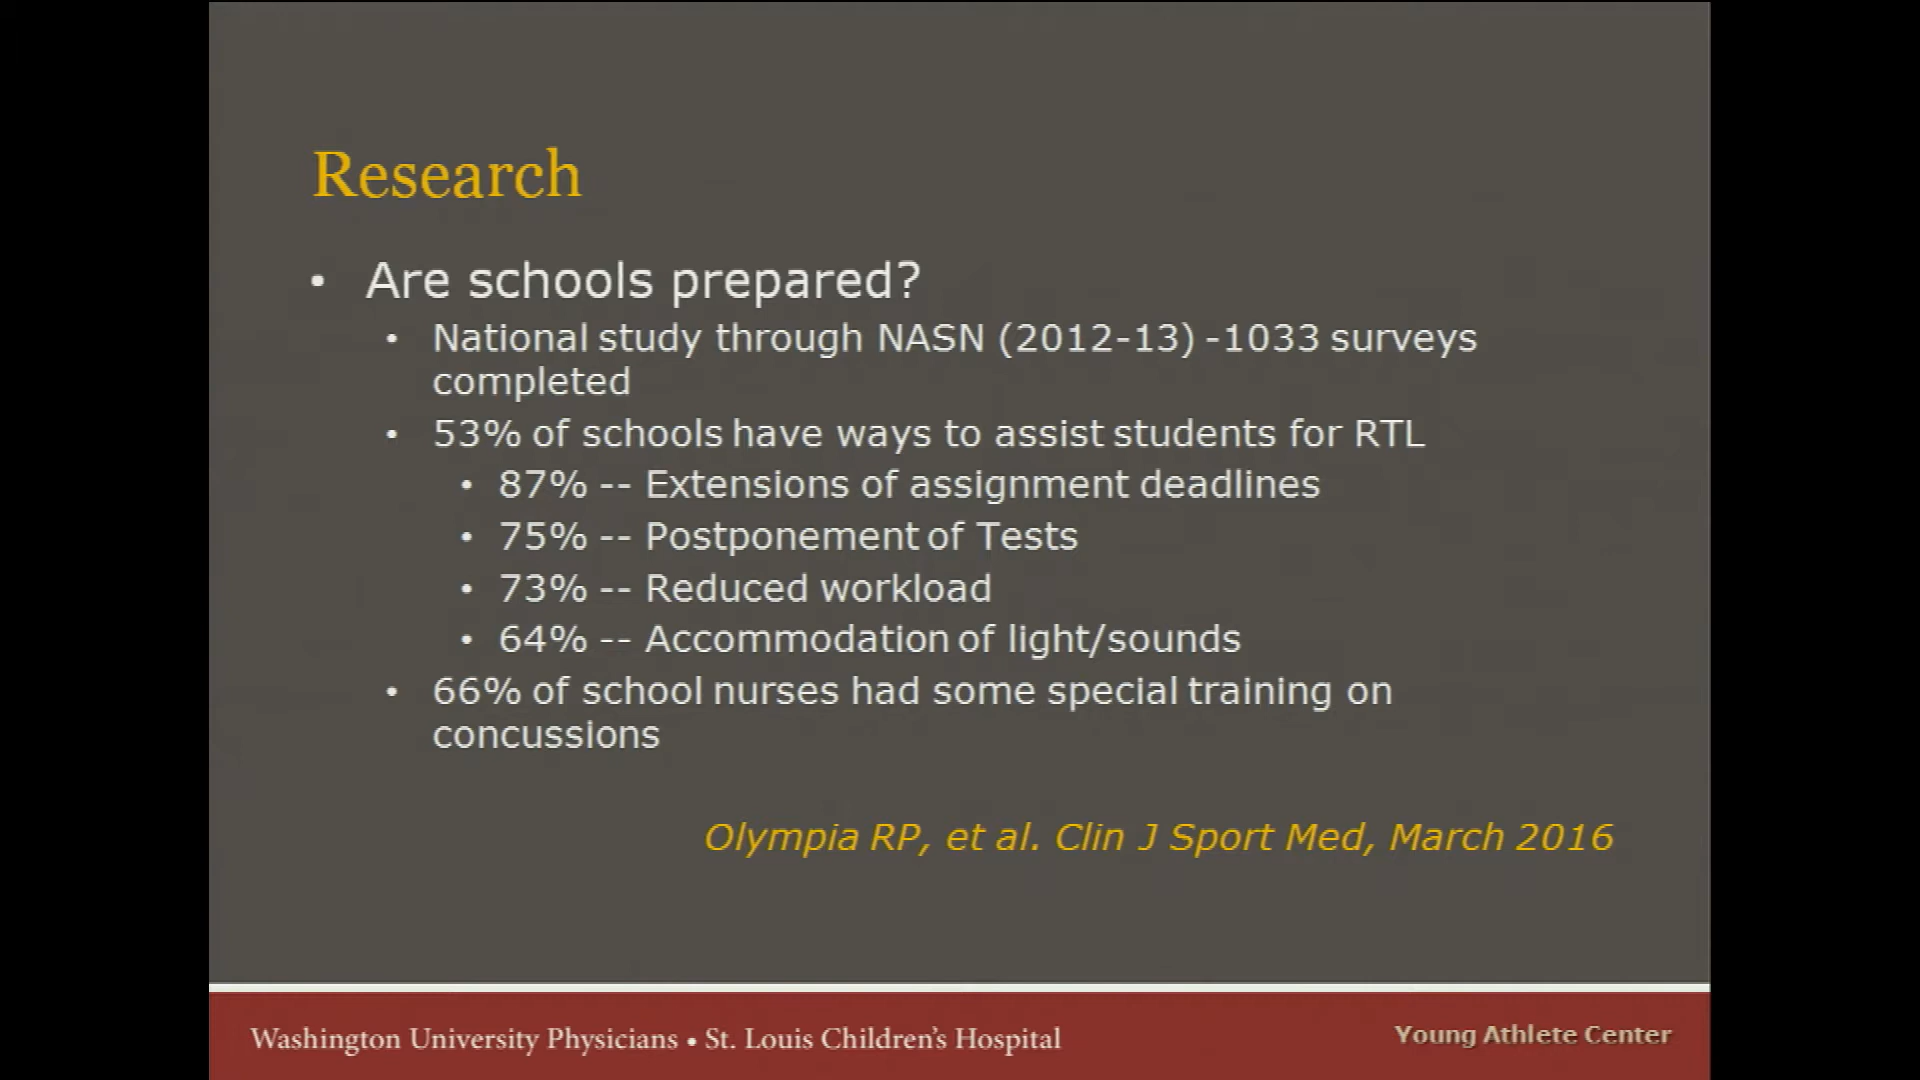 Research
• Are schools prepared?
• National study through NASN (2012-13) -1033 surveys
completed
• 53% of schools have ways to assist students for RTL
• 87% -- Extensions of assignment deadlines
• 75% -- Postponement of Tests
• 73% -- Reduced workload
• 64% -- Accommodation of light/sounds
• 66% of school nurses had some special training on
concussions
Olympia RP, et al. Clin J Sport Med, March 2016
Washington University Physicians • St. Louis Children's Hospital
Young Athlete Center